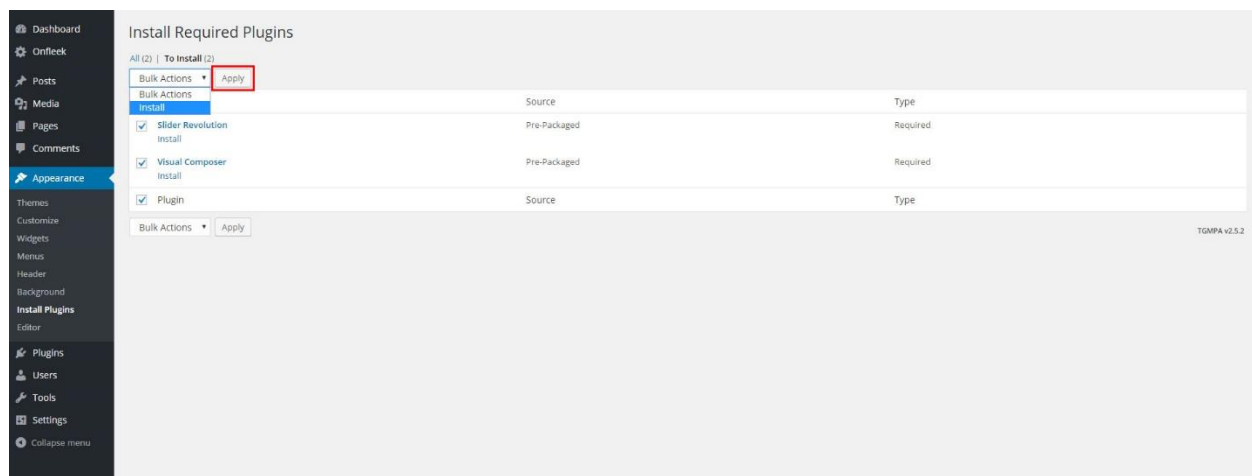 Dashboard
Onfleek
Posts
Media
Pages
Comments
Appearance
Themes
Customize
Widgets
Menus
Header
Background
Install Plugins
Editor
Plugins
Users
Tools
Settings
Collapse menu
Install Required Plugins
All (2) | To Install (2)
Bulk Actions Apply
Bulk Actions
Install
Source Type
Slider Revolution Pre-Packaged Required
Install
Visual Composer Pre-Packaged Required
Install
Plugin Source Type
Bulk Actions Apply
TGMPA v2.5.2